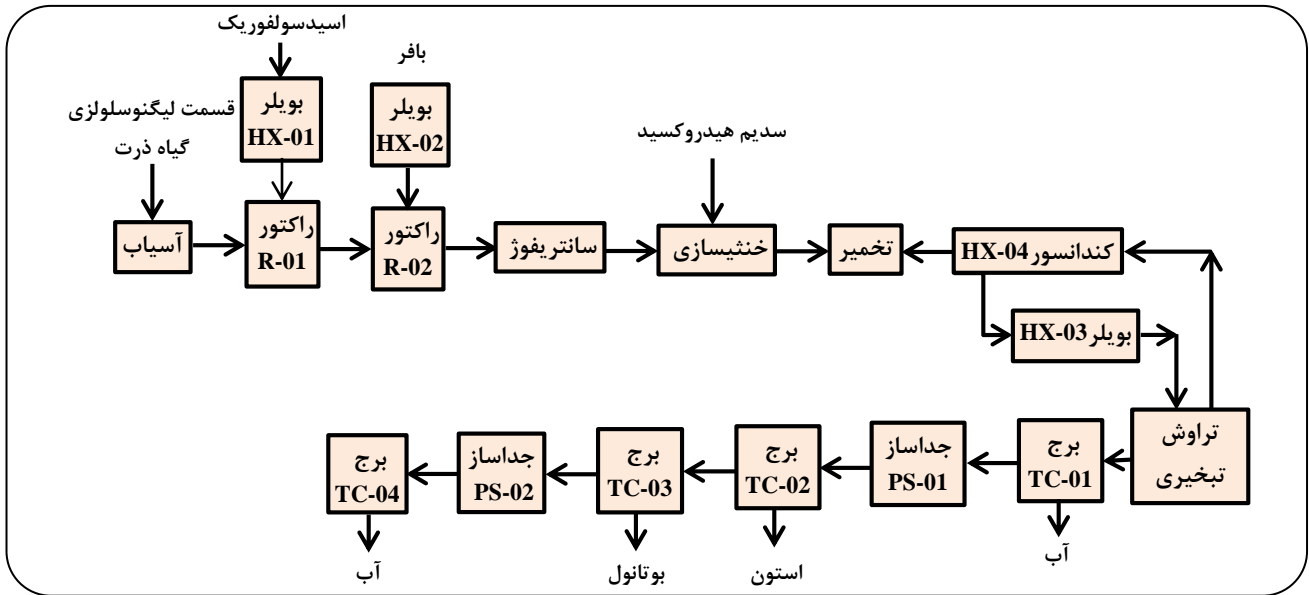 اسیدسولفوریک
بافر
بویلر
HX-01
بویلر
HX-02
قسمت لیگنوسلولزی
گیاه ذرت
سدیم هیدروکسید
آسیاب
راکتور
R-01
راکتور
R-02
سانتریفوژ
خنثیسازی
تخمیر
کندانسور HX-04
بویلر HX-03
تراوش
تبخیری
برج
TC-01
جداساز
PS-01
برج
TC-02
برج
TC-03
جداساز
PS-02
برج
TC-04
آب
استون
بوتانول
آب